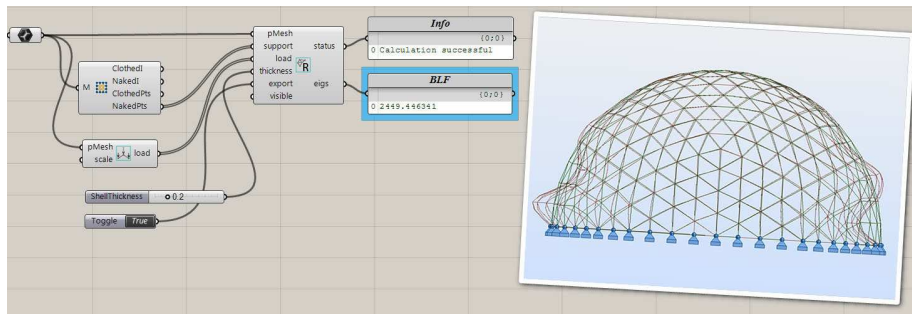 pMesh
support
load
thickness
export
visible
status
eigs
R
Info
{0;0}
0 Calculation successful
BLF
{0;0}
0 2449.446341
M
ClothedI
NakedI
ClothedPts
NakedPts
pMesh
scale
load
ShellThickness 0.2
Toggle True